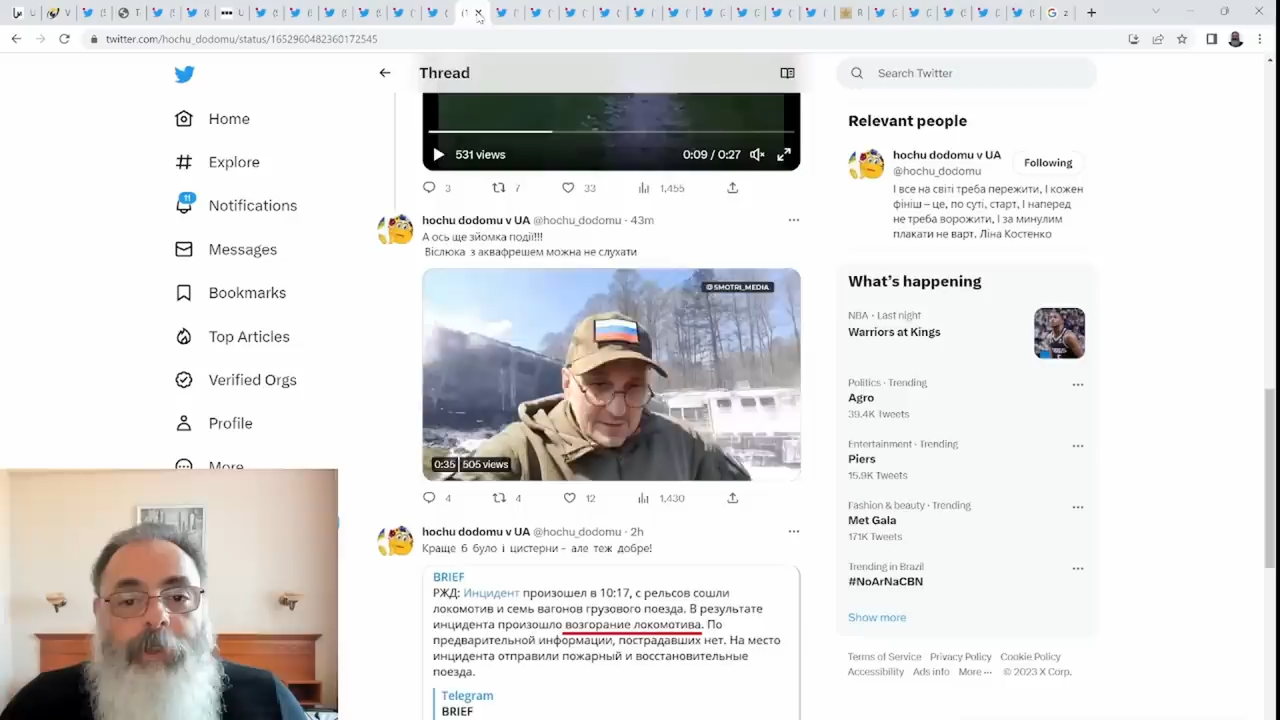 twitter.com/hochu_dodomu/status/1652960482360172545
Thread
Search Twitter
Home
Explore
11
Notifications
Messages
Bookmarks
Top Articles
Verified Orgs
Profile
More
531 views
0:09 / 0:27
3 7 33 1,455
hochu dodomu v UA @hochu_dodomu · 43m
А ось ще зйомка події!!!
Віслюка з аквафрешем можна не слухати
@SMOTRI_MEDIA
0:35 505 views
4 4 12 1,430
hochu dodomu v UA @hochu_dodomu · 2h
Краще б було і цистерни - але теж добре!
BRIEF
РЖД: Инцидент произошел в 10:17, с рельсов сошли
локомотив и семь вагонов грузового поезда. В результате
инцидента произошло возгорание локомотива. По
предварительной информации, пострадавших нет. На место
инцидента отправили пожарный и восстановительные
поезда.
Telegram
BRIEF
Relevant people
hochu dodomu v UA
@hochu_dodomu
Following
І все на світі треба пережити, І кожен
фініш – це, по суті, старт, І наперед
не треба ворожити, І за минулим
плакати не варт. Ліна Костенко
What's happening
NBA · Last night
Warriors at Kings
Politics · Trending
Agro
39.4K Tweets
Entertainment · Trending
Piers
15.9K Tweets
Fashion & beauty · Trending
Met Gala
171K Tweets
Trending in Brazil
#NoArNaCBN
Show more
Terms of Service Privacy Policy Cookie Policy
Accessibility Ads info More ··· © 2023 X Corp.